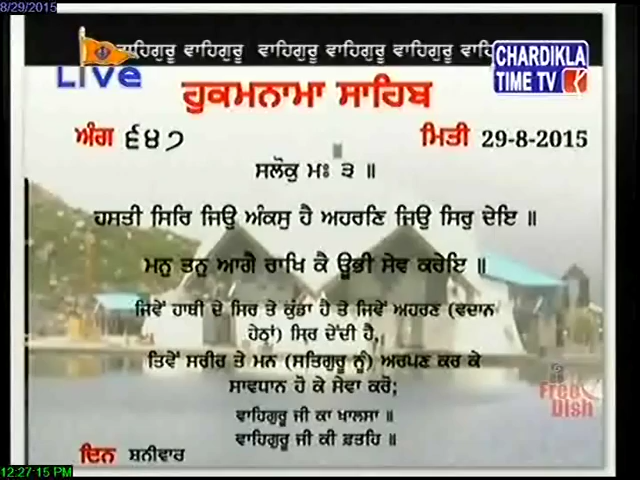 8/29/2015
ਵਾਹਿਗੁਰੂ ਵਾਹਿਗੁਰੂ ਵਾਹਿਗੁਰੂ ਵਾਹਿਗੁਰੂ ਵਾਹਿਗੁਰੂ
LIVE
CHARDIKLA
TIME TV
ਹੁਕਮਨਾਮਾ ਸਾਹਿਬ
ਅੰਗ ੬੪੭
ਮਿਤੀ 29-8-2015
ਸਲੋਕੁ ਮਃ ੩ ॥
ਹਸਤੀ ਸਿਰਿ ਜਿਉ ਅੰਕਸੁ ਹੈ ਅਹਰਣਿ ਜਿਉ ਸਿਰੁ ਦੇਇ ॥
ਮਨੁ ਤਨੁ ਆਗੈ ਰਾਖਿ ਕੈ ਊਭੀ ਸੇਵ ਕਰੇਇ ॥
ਜਿਵੇਂ ਹਾਥੀ ਦੇ ਸਿਰ ਤੇ ਕੁੰਡਾ ਹੈ ਤੇ ਜਿਵੇਂ ਅਹਰਣ (ਵਦਾਨ
ਹੇਠਾਂ) ਸਿਰ ਦੇਂਦੀ ਹੈ,
ਤਿਵੇਂ ਸਰੀਰ ਤੇ ਮਨ (ਸਤਿਗੁਰੂ ਨੂੰ) ਅਰਪਣ ਕਰ ਕੇ
ਸਾਵਧਾਨ ਹੋ ਕੇ ਸੇਵਾ ਕਰੋ;
ਵਾਹਿਗੁਰੂ ਜੀ ਕਾ ਖਾਲਸਾ ॥
ਵਾਹਿਗੁਰੂ ਜੀ ਕੀ ਫ਼ਤਹਿ ॥
Free
Dish
ਦਿਨ ਸ਼ਨੀਵਾਰ
12:27:15 PM